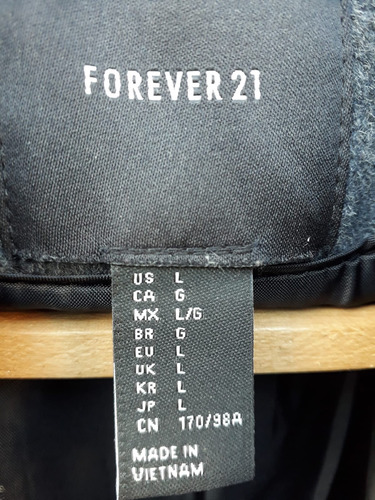 FOREVER 21
US L
CA G
MX L/G
BR G
EU L
UK L
KR L
JP L
CN 170/98A
MADE IN
VIETNAM